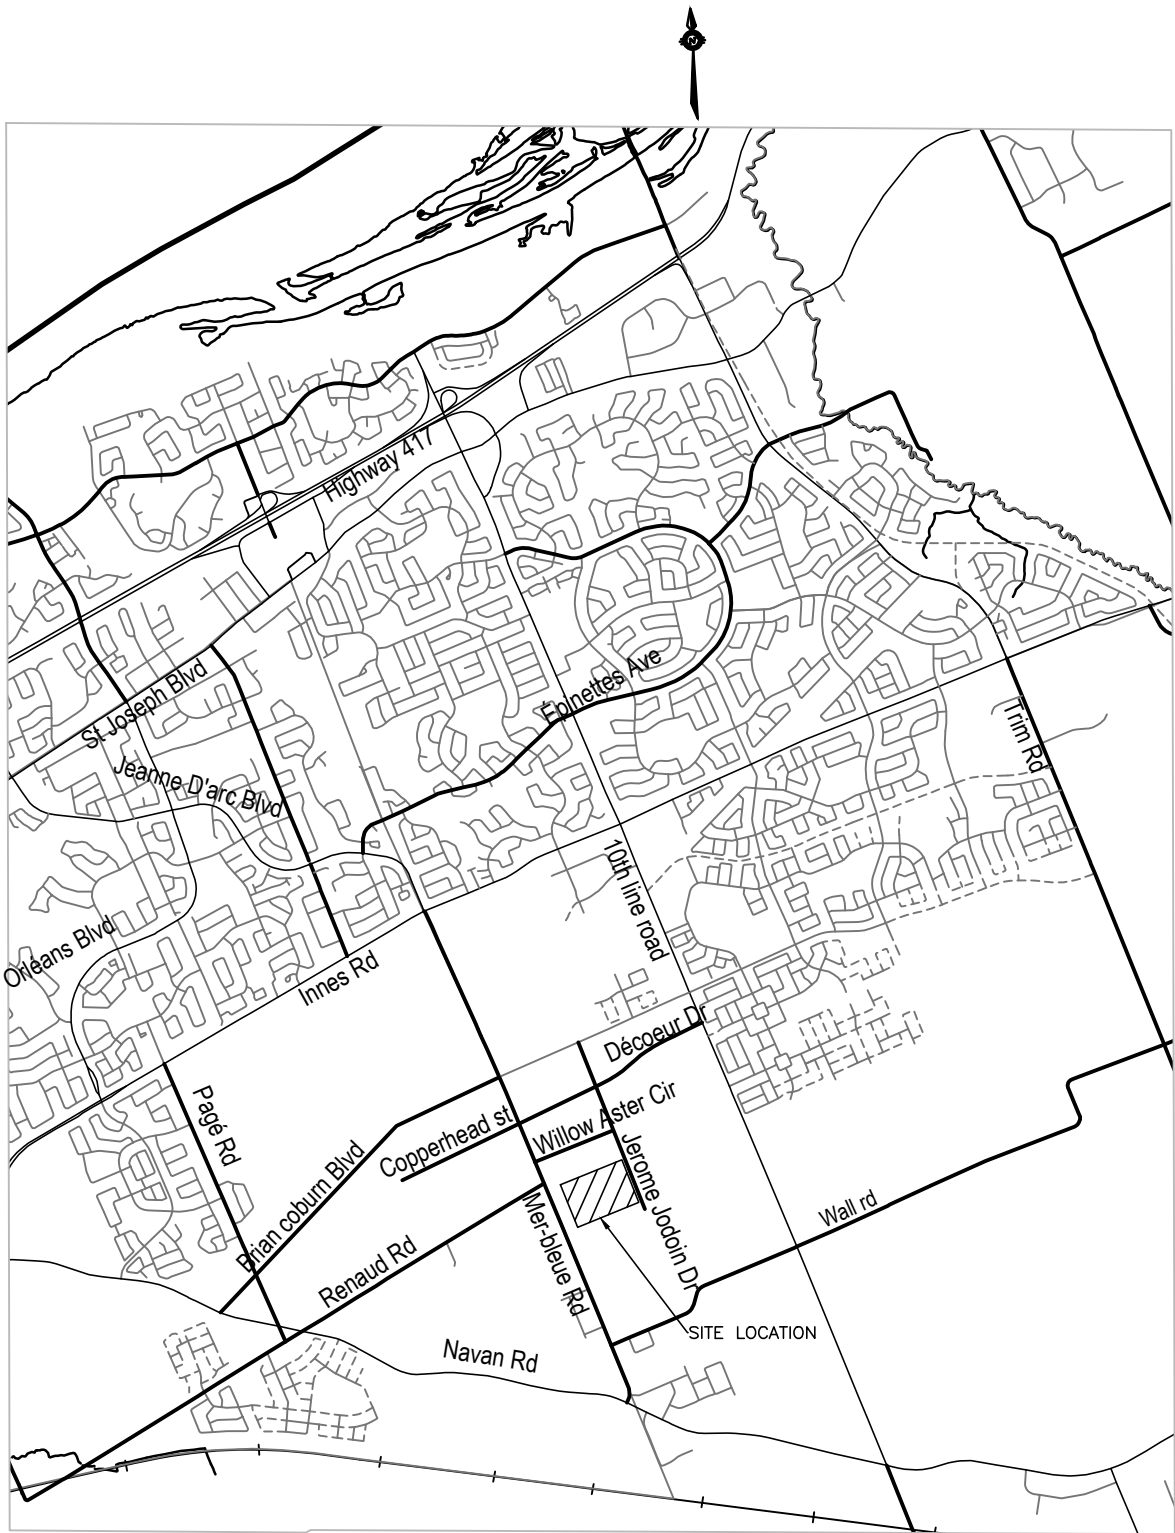 N
Highway 417
St Joseph Blvd
Épinettes Ave
Trim Rd
Jeanne D'arc Blvd
10th line road
Orléans Blvd
Innes Rd
Décoeur Dr
Pagé Rd
Copperhead st
Willow Aster Cir
Brian coburn Blvd
Jerome Jodoin Dr
Mer-bleue Rd
Wall rd
Renaud Rd
SITE LOCATION
Navan Rd